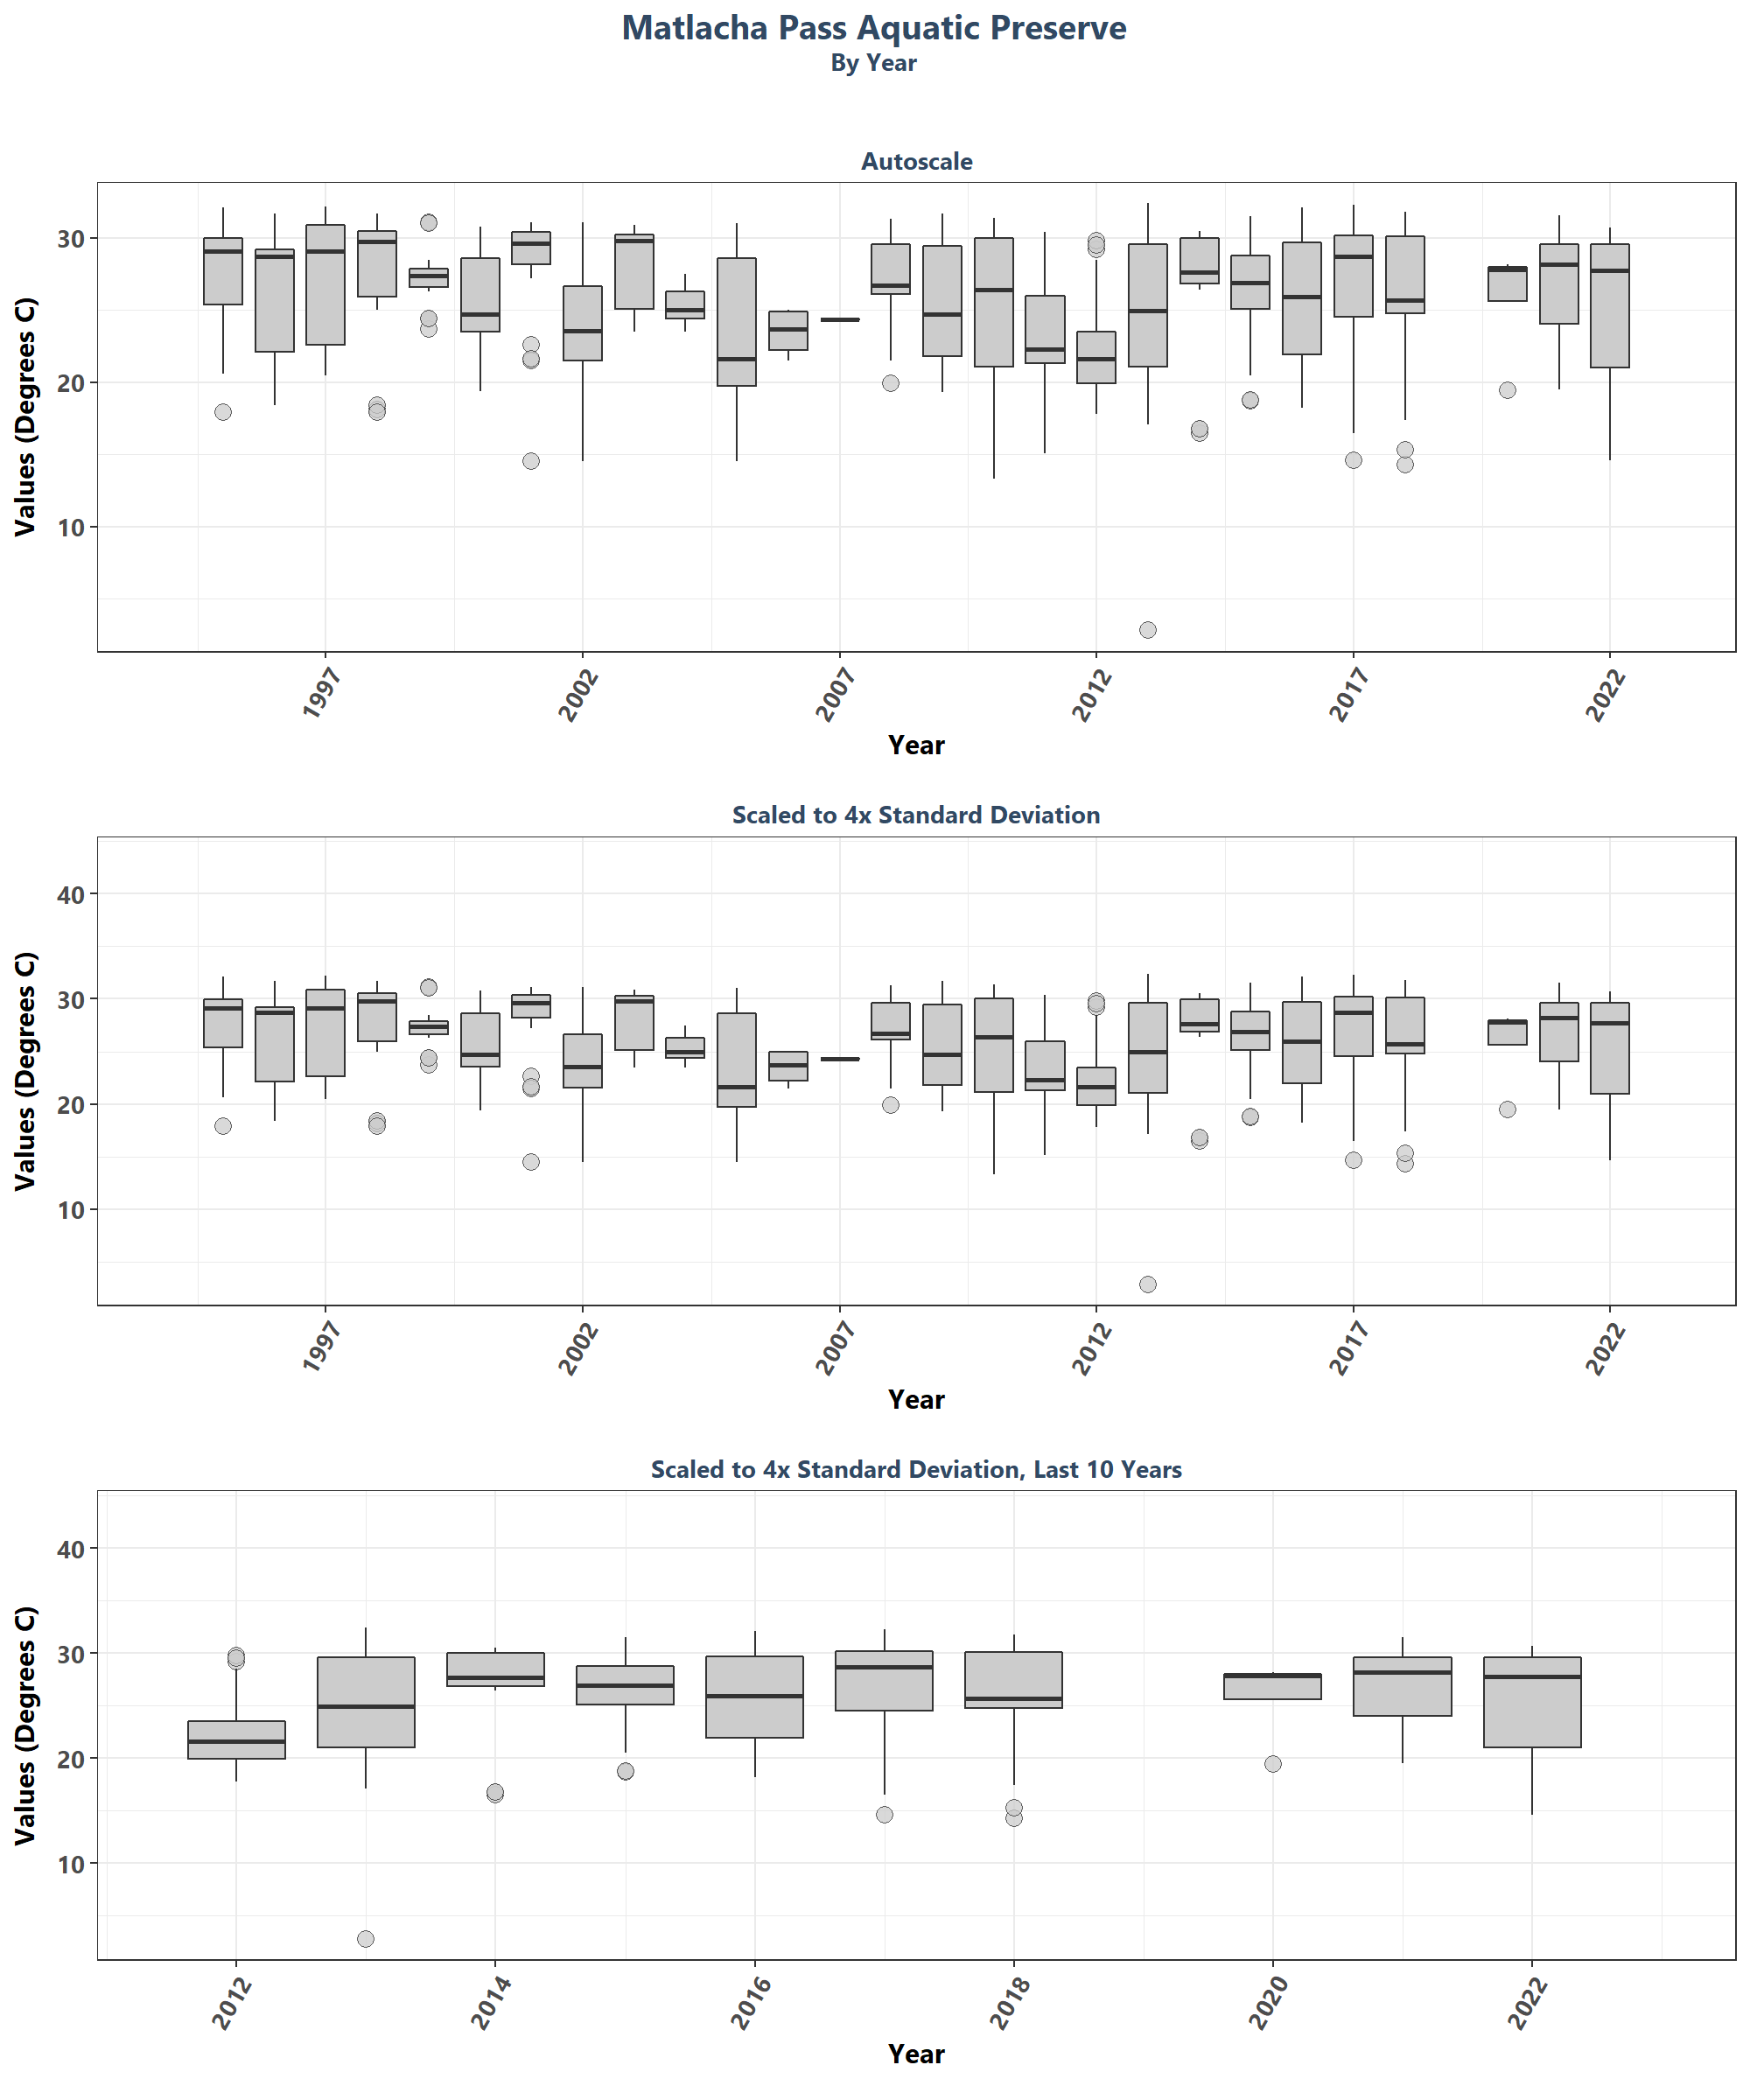 Matlacha Pass Aquatic Preserve
By Year
Autoscale
Values (Degrees C)
30
20
10
1997
2002
2007
2012
2017
2022
Year
Scaled to 4x Standard Deviation
Values (Degrees C)
40
30
20
10
1997
2002
2007
2012
2017
2022
Year
Scaled to 4x Standard Deviation, Last 10 Years
Values (Degrees C)
40
30
20
10
2012
2014
2016
2018
2020
2022
Year